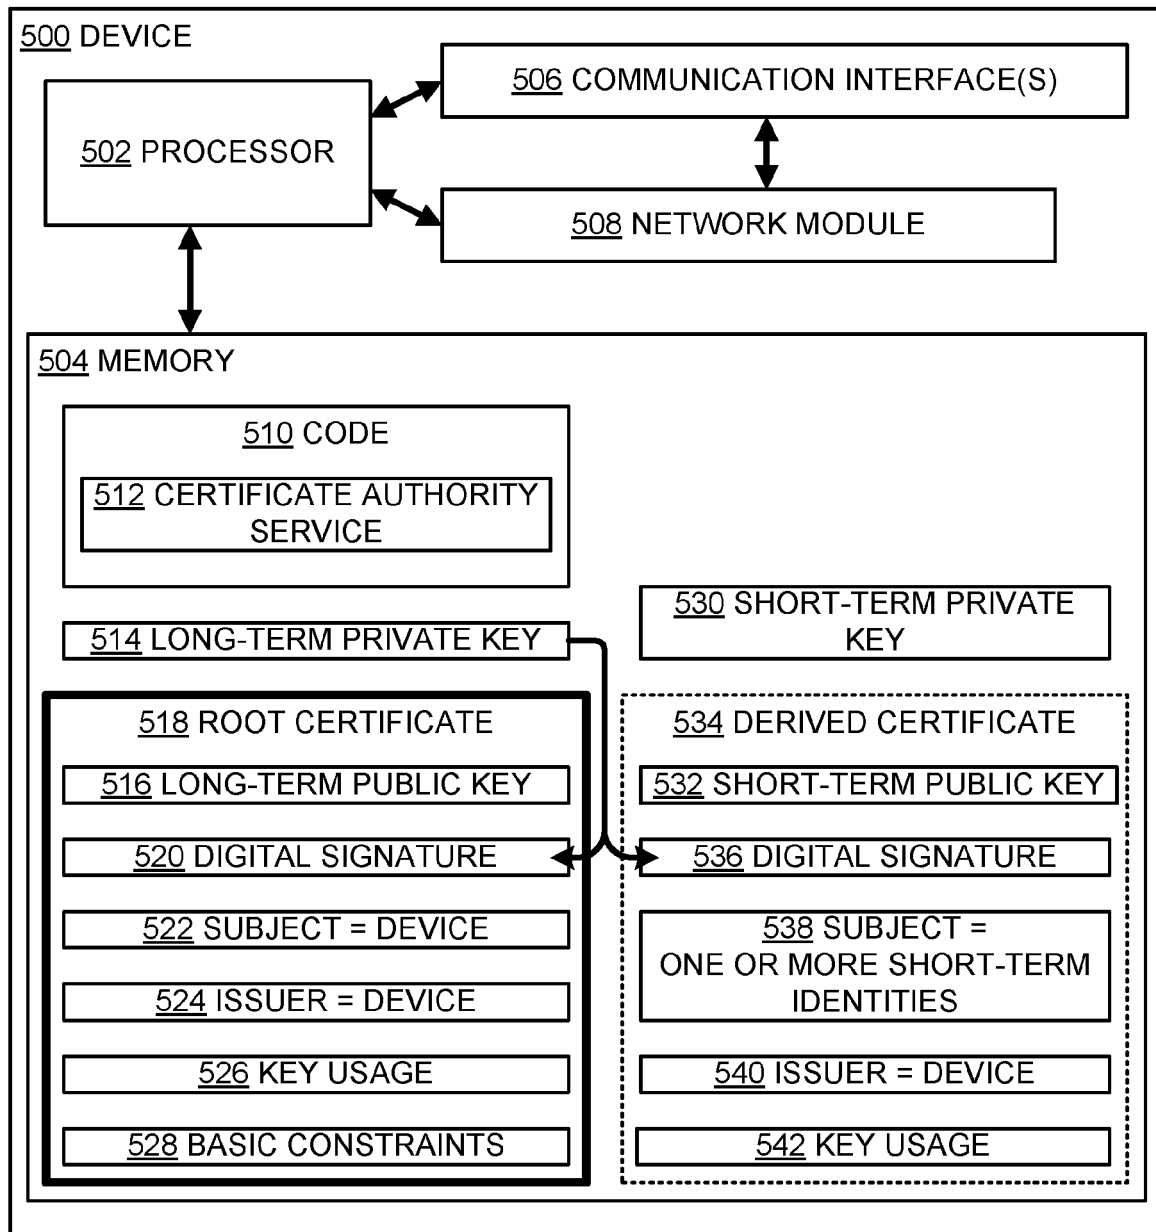 500 DEVICE
506 COMMUNICATION INTERFACE(S)
502 PROCESSOR
508 NETWORK MODULE
504 MEMORY
510 CODE
512 CERTIFICATE AUTHORITY
SERVICE
530 SHORT-TERM PRIVATE
KEY
514 LONG-TERM PRIVATE KEY
518 ROOT CERTIFICATE
516 LONG-TERM PUBLIC KEY
520 DIGITAL SIGNATURE
522 SUBJECT = DEVICE
524 ISSUER = DEVICE
526 KEY USAGE
528 BASIC CONSTRAINTS
534 DERIVED CERTIFICATE
532 SHORT-TERM PUBLIC KEY
536 DIGITAL SIGNATURE
538 SUBJECT =
ONE OR MORE SHORT-TERM
IDENTITIES
540 ISSUER = DEVICE
542 KEY USAGE